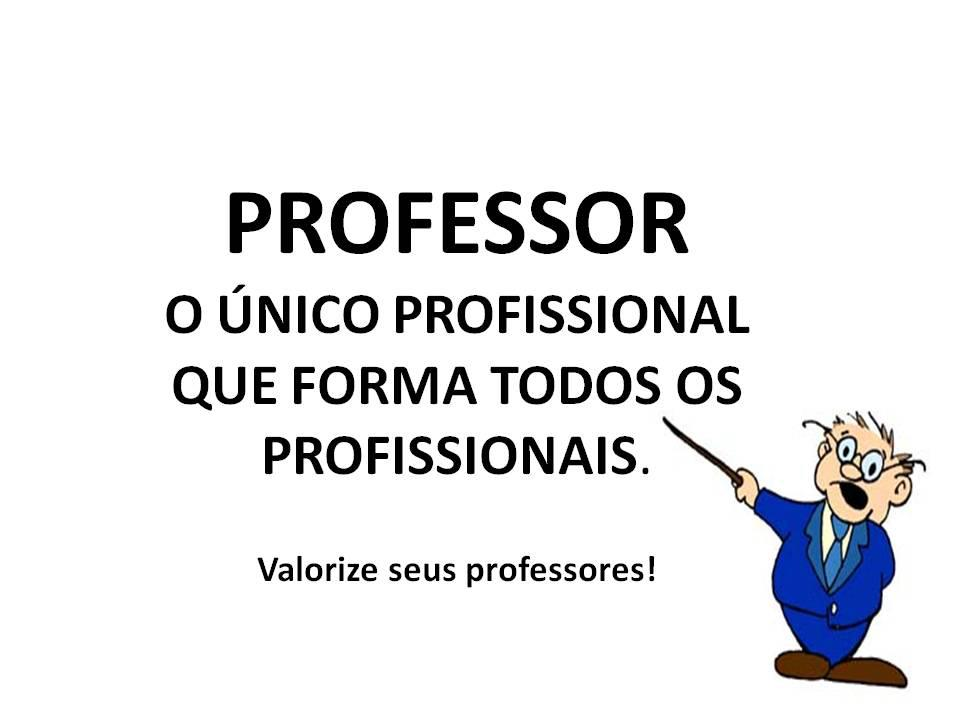 PROFESSOR
O ÚNICO PROFISSIONAL
QUE FORMA TODOS OS
PROFISSIONAIS.
Valorize seus professores!